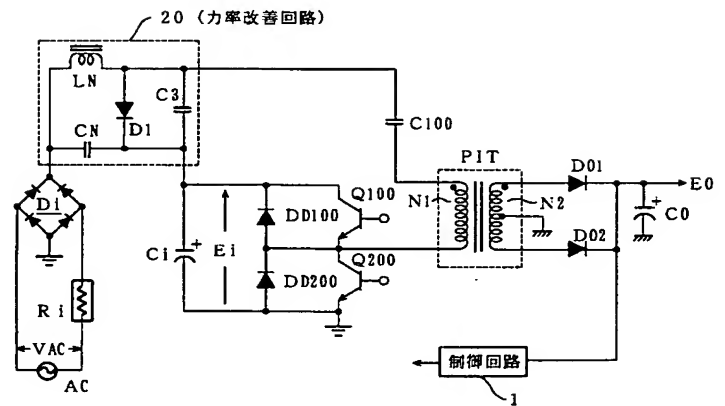 20 (力率改善回路)
LN
C3
CN
D1
C100
PIT
D01
E0
N1
N2
C0
D02
Di
Q100
DD100
Ci
Ei
Q200
DD200
Ri
VAC
AC
制御回路
1